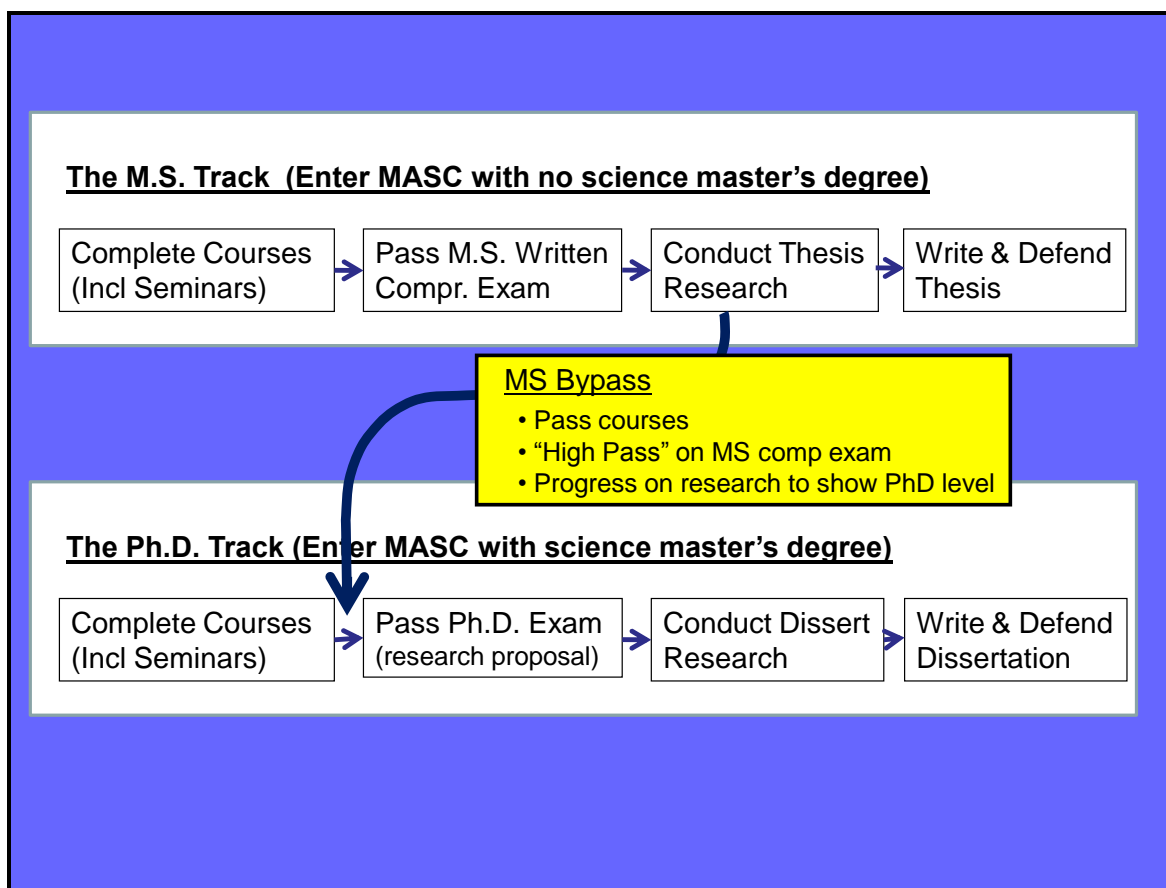 The M.S. Track  (Enter MASC with no science master's degree)
Complete Courses
(Incl Seminars)
Pass M.S. Written
Compr. Exam
Conduct Thesis
Research
Write & Defend
Thesis
MS Bypass
• Pass courses
• “High Pass” on MS comp exam
• Progress on research to show PhD level
The Ph.D. Track (Enter MASC with science master's degree)
Complete Courses
(Incl Seminars)
Pass Ph.D. Exam
(research proposal)
Conduct Dissert
Research
Write & Defend
Dissertation